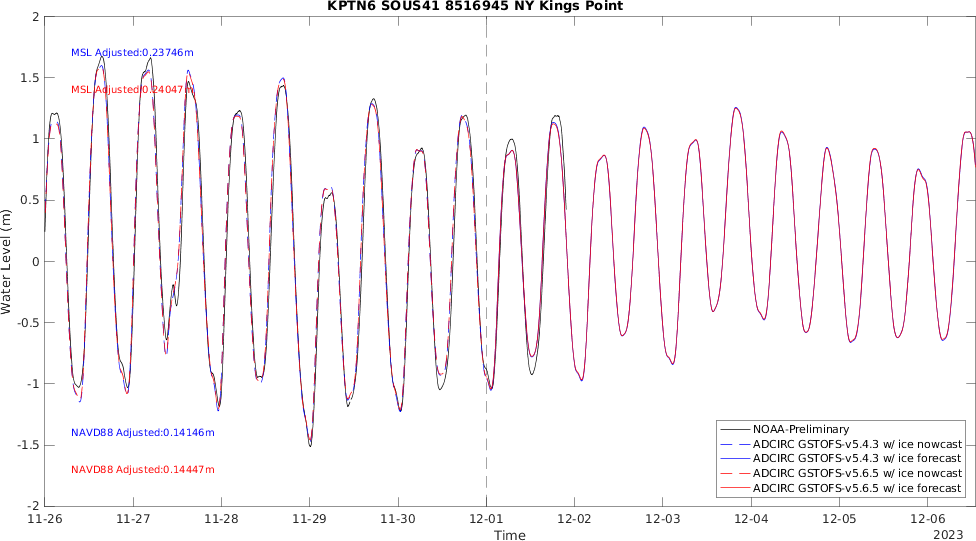 KPTN6 SOUS41 8516945 NY Kings Point
2
1.5
1
0.5
0
-0.5
-1
-1.5
-2
Water Level (m)
MSL Adjusted:0.23746m
MSL Adjusted:0.24047m
NAVD88 Adjusted:0.14146m
NAVD88 Adjusted:0.14447m
NOAA-Preliminary
ADCIRC GSTOFS-v5.4.3 w/ ice nowcast
ADCIRC GSTOFS-v5.4.3 w/ ice forecast
ADCIRC GSTOFS-v5.6.5 w/ ice nowcast
ADCIRC GSTOFS-v5.6.5 w/ ice forecast
11-26 11-27 11-28 11-29 11-30 12-01 12-02 12-03 12-04 12-05 12-06
Time
2023